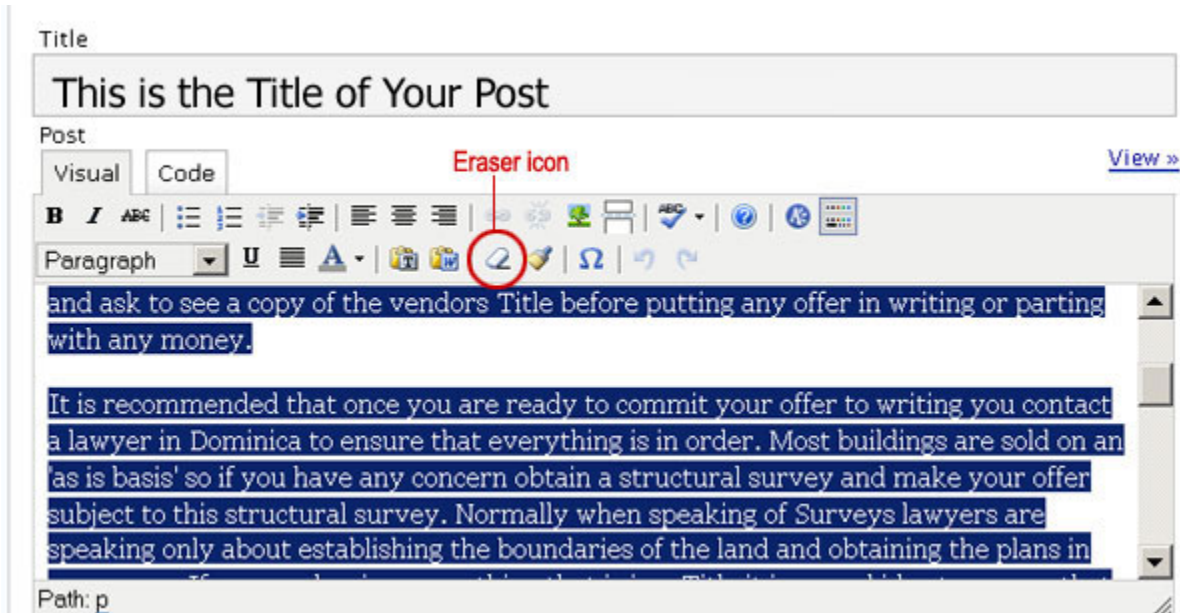 Title
This is the Title of Your Post
Post
Visual Code
Eraser icon
View »
B I ABC ABC
Paragraph U A T W Ω
and ask to see a copy of the vendors Title before putting any offer in writing or parting
with any money.
It is recommended that once you are ready to commit your offer to writing you contact
a lawyer in Dominica to ensure that everything is in order. Most buildings are sold on an
'as is basis' so if you have any concern obtain a structural survey and make your offer
subject to this structural survey. Normally when speaking of Surveys lawyers are
speaking only about establishing the boundaries of the land and obtaining the plans in
Path: p